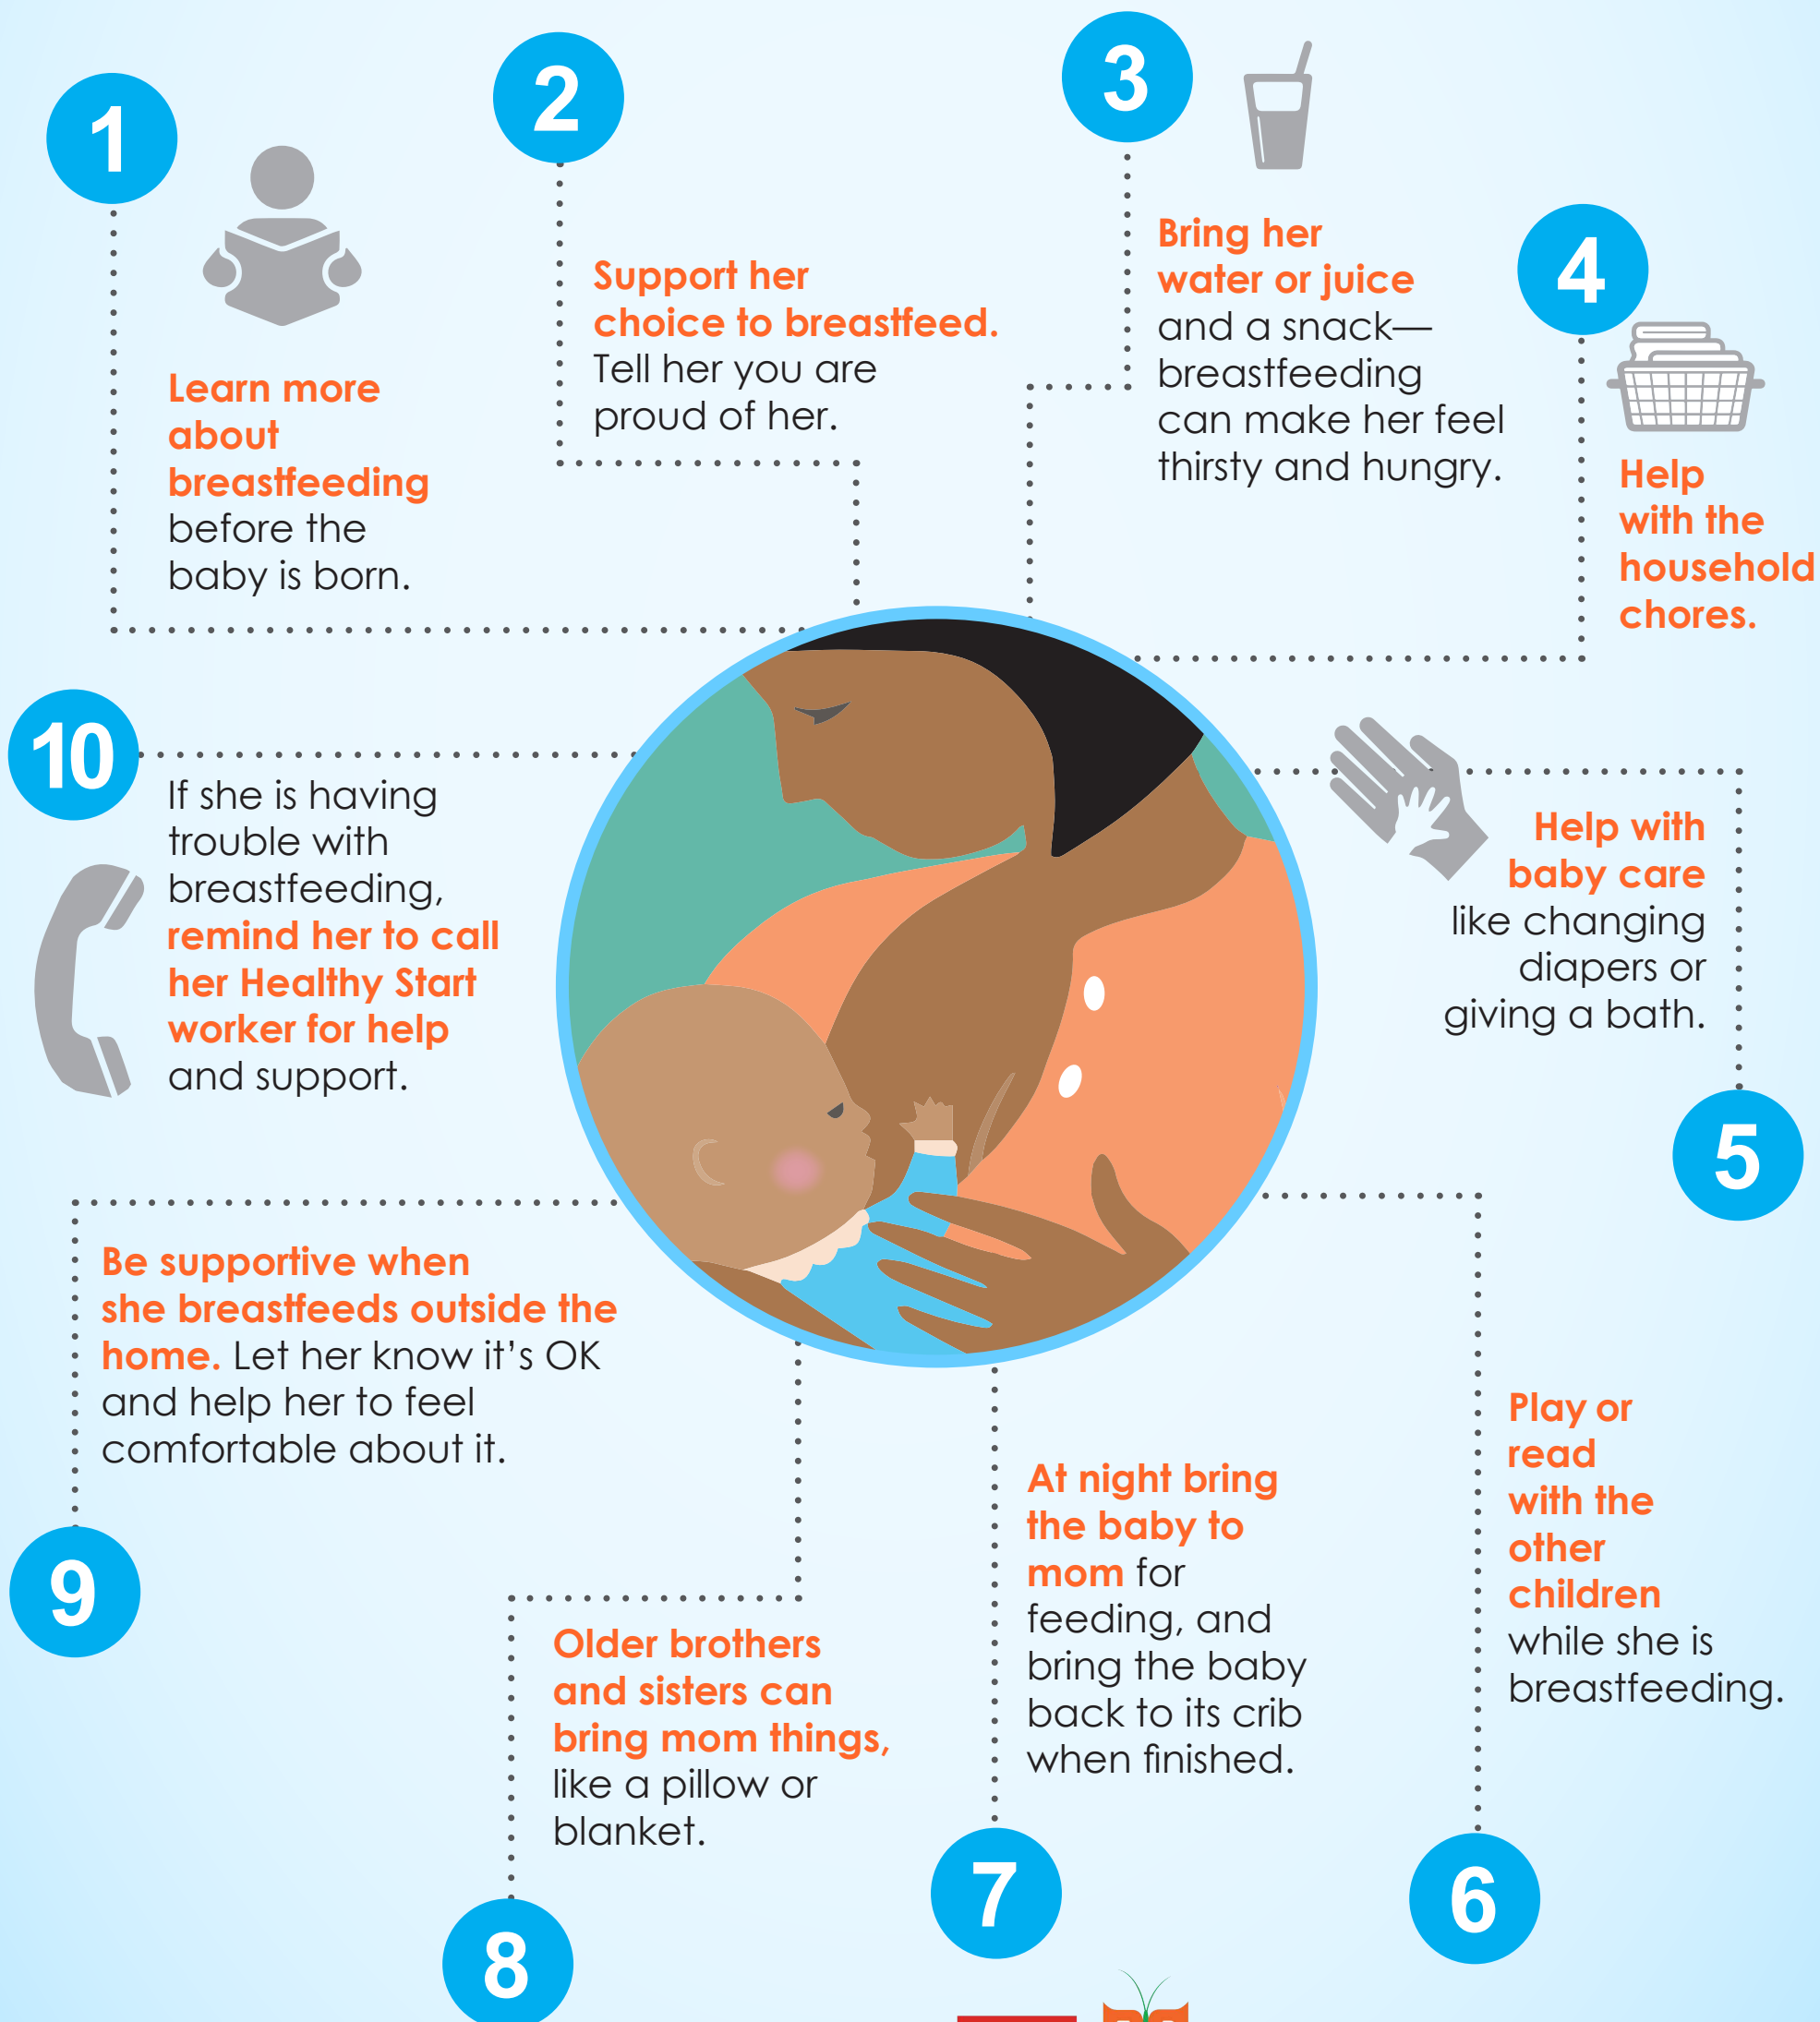 1
Learn more
about
breastfeeding
before the
baby is born.
2
Support her
choice to breastfeed.
Tell her you are
proud of her.
3
Bring her
water or juice
and a snack—
breastfeeding
can make her feel
thirsty and hungry.
4
Help
with the
household
chores.
Help with
baby care
like changing
diapers or
giving a bath.
5
Play or
read
with the
other
children
while she is
breastfeeding.
6
At night bring
the baby to
mom for
feeding, and
bring the baby
back to its crib
when finished.
7
Older brothers
and sisters can
bring mom things,
like a pillow or
blanket.
8
Be supportive when
she breastfeeds outside the
home. Let her know it's OK
and help her to feel
comfortable about it.
9
10
If she is having
trouble with
breastfeeding,
remind her to call
her Healthy Start
worker for help
and support.